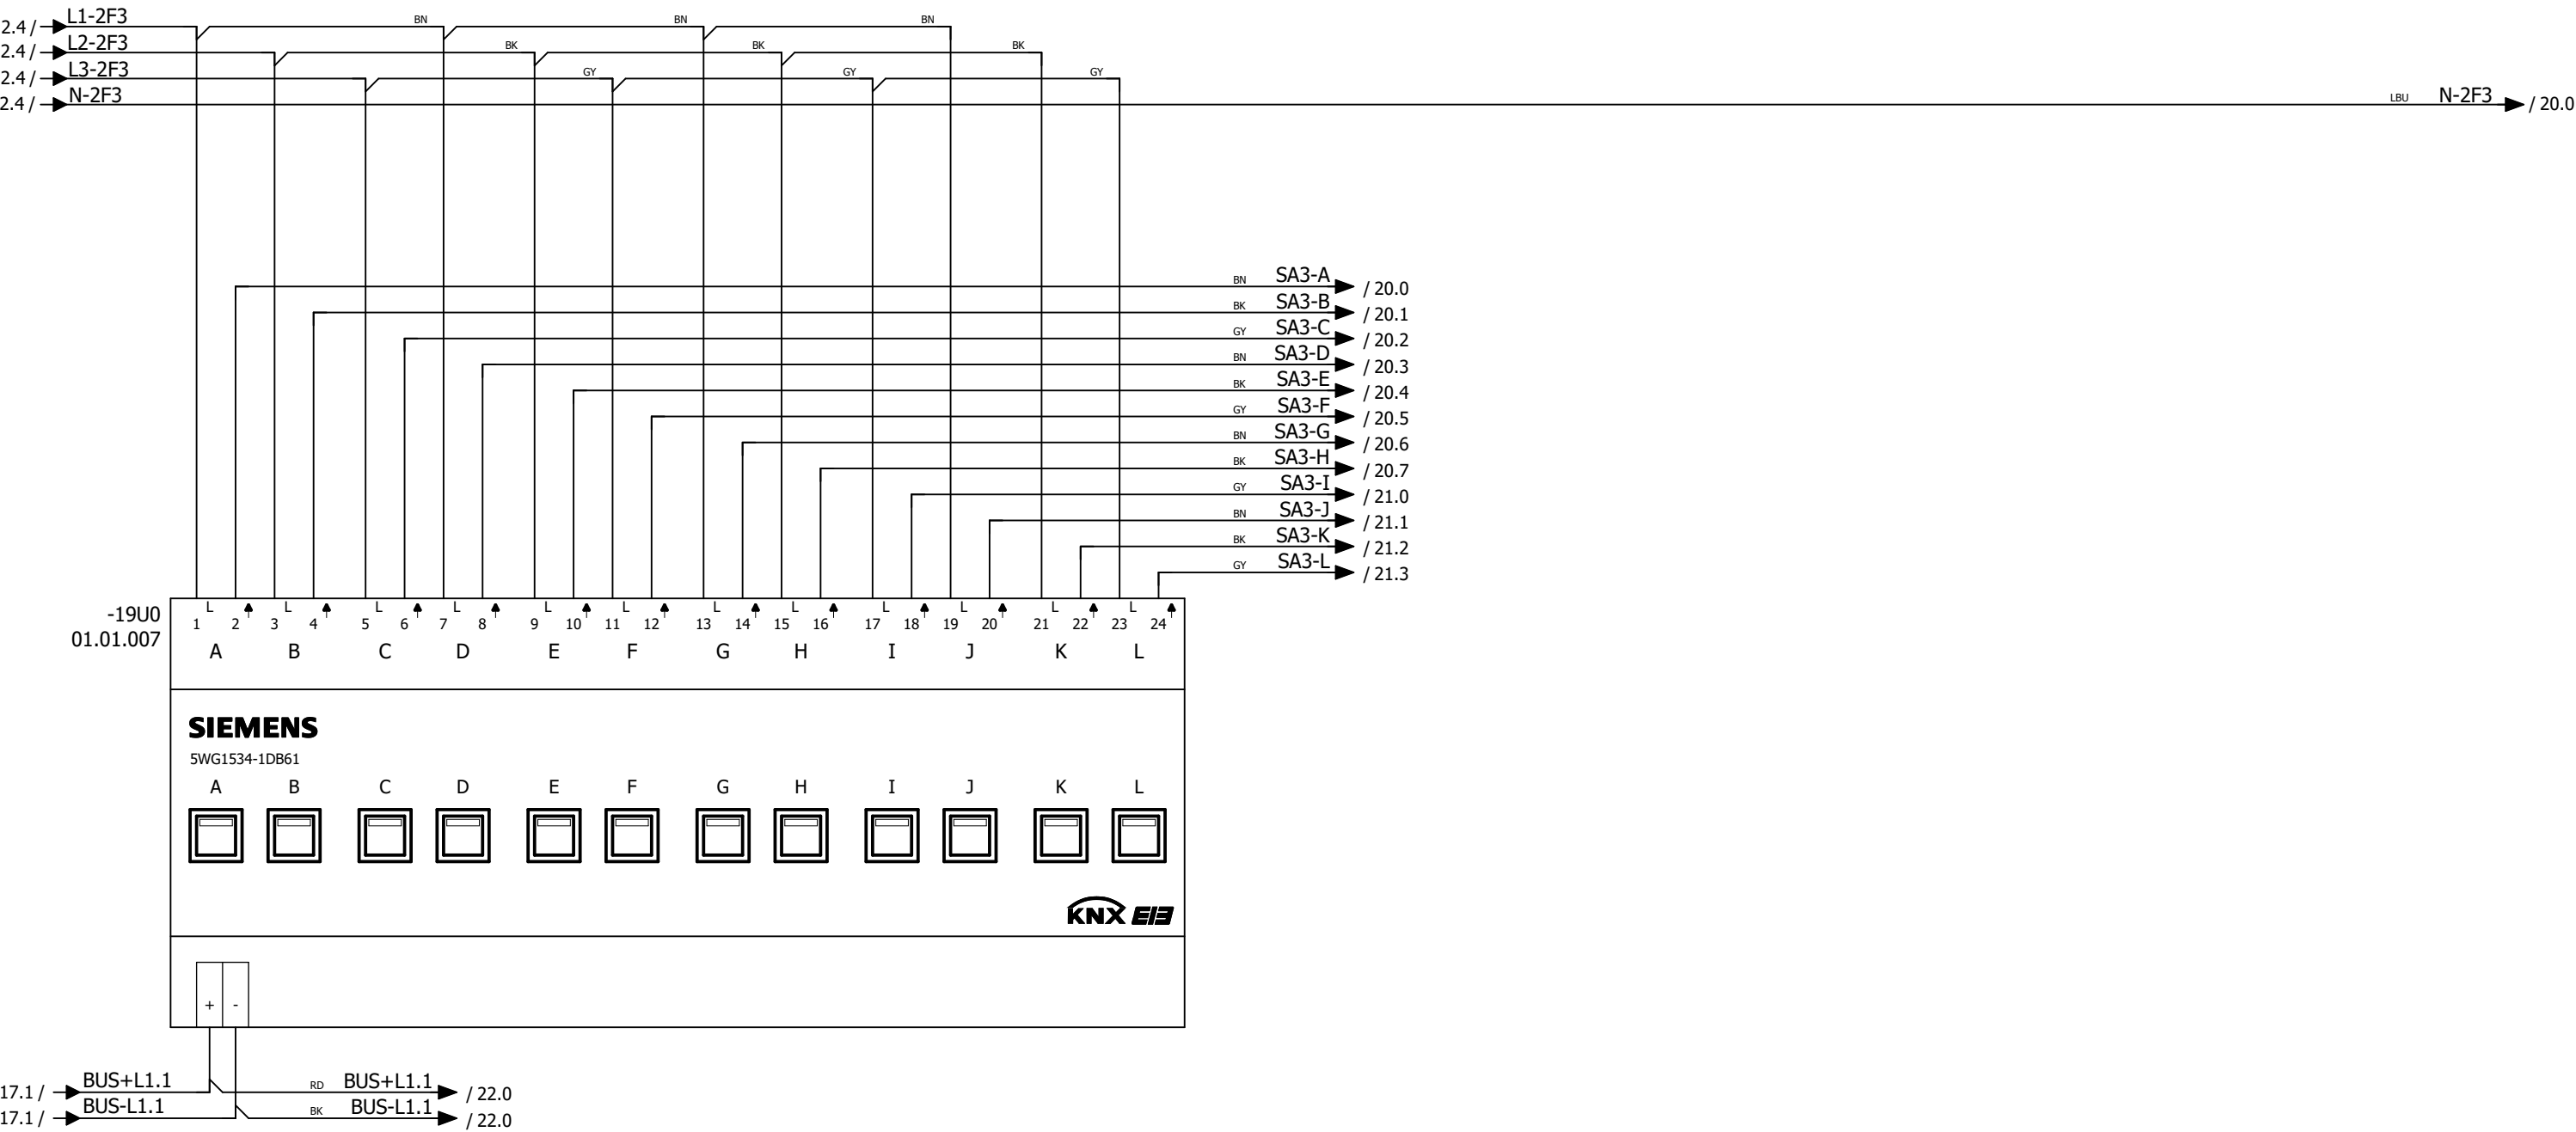 2.4 / L1-2F3 BN BN BN
2.4 / L2-2F3 BK BK BK
2.4 / L3-2F3 GY GY GY
2.4 / N-2F3 LBU N-2F3 / 20.0
BN SA3-A / 20.0
BK SA3-B / 20.1
GY SA3-C / 20.2
BN SA3-D / 20.3
BK SA3-E / 20.4
GY SA3-F / 20.5
BN SA3-G / 20.6
BK SA3-H / 20.7
GY SA3-I / 21.0
BN SA3-J / 21.1
BK SA3-K / 21.2
GY SA3-L / 21.3
-19U0
01.01.007
L L L L L L L L L L L L
1 2 3 4 5 6 7 8 9 10 11 12 13 14 15 16 17 18 19 20 21 22 23 24
A B C D E F G H I J K L
SIEMENS
5WG1534-1DB61
A B C D E F G H I J K L
KNX EIB
+ -
17.1 / BUS+L1.1 RD BUS+L1.1 / 22.0
17.1 / BUS-L1.1 BK BUS-L1.1 / 22.0